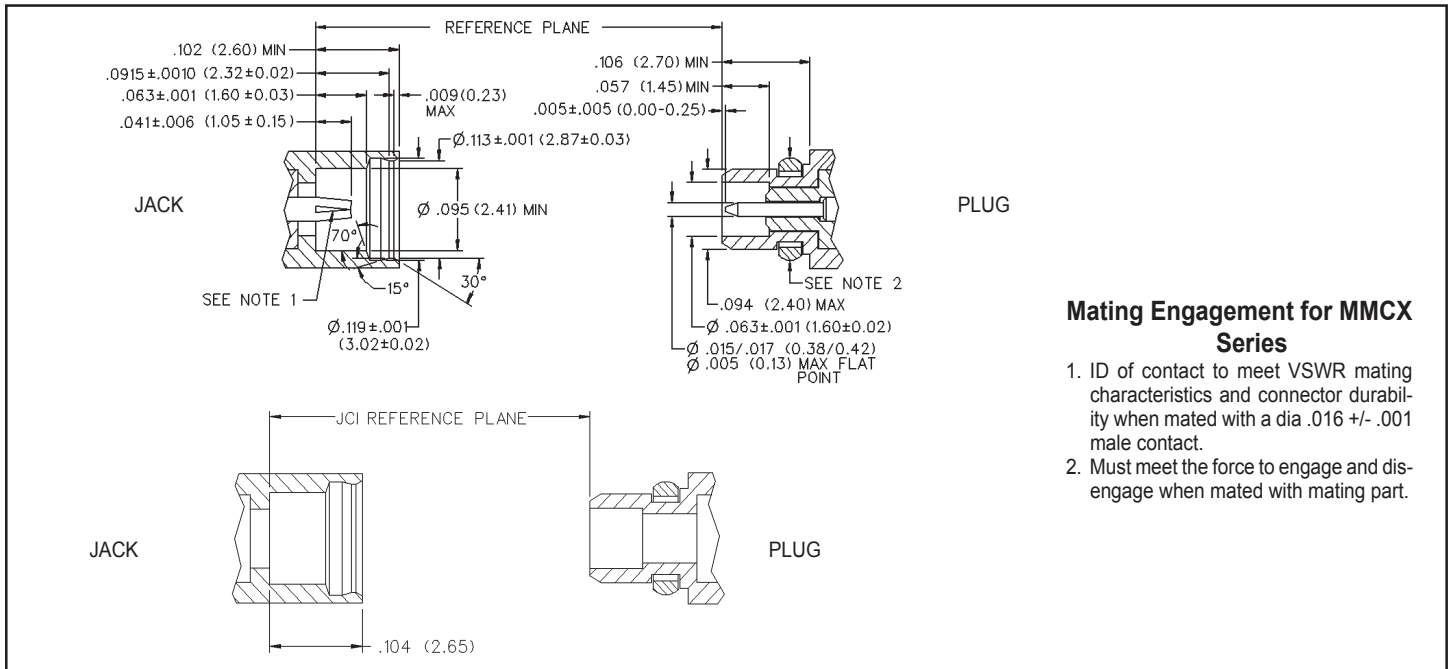 REFERENCE PLANE
.102 (2.60) MIN
.0915±.0010 (2.32±0.02)
.063±.001 (1.60±0.03)
.041±.006 (1.05±0.15)
.009(0.23)
MAX
Ø.113±.001 (2.87±0.03)
JACK
Ø .095 (2.41) MIN
70°
SEE NOTE 1
15°
30°
Ø.119±.001
(3.02±0.02)
.106 (2.70) MIN
.057 (1.45) MIN
.005±.005 (0.00-0.25)
PLUG
SEE NOTE 2
.094 (2.40) MAX
Ø .063±.001 (1.60±0.02)
Ø .015/.017 (0.38/0.42)
Ø .005 (0.13) MAX FLAT
POINT
Mating Engagement for MMCX
Series
1. ID of contact to meet VSWR mating
characteristics and connector durabil-
ity when mated with a dia .016 +/- .001
male contact.
2. Must meet the force to engage and dis-
engage when mated with mating part.
JCI REFERENCE PLANE
JACK
PLUG
.104 (2.65)